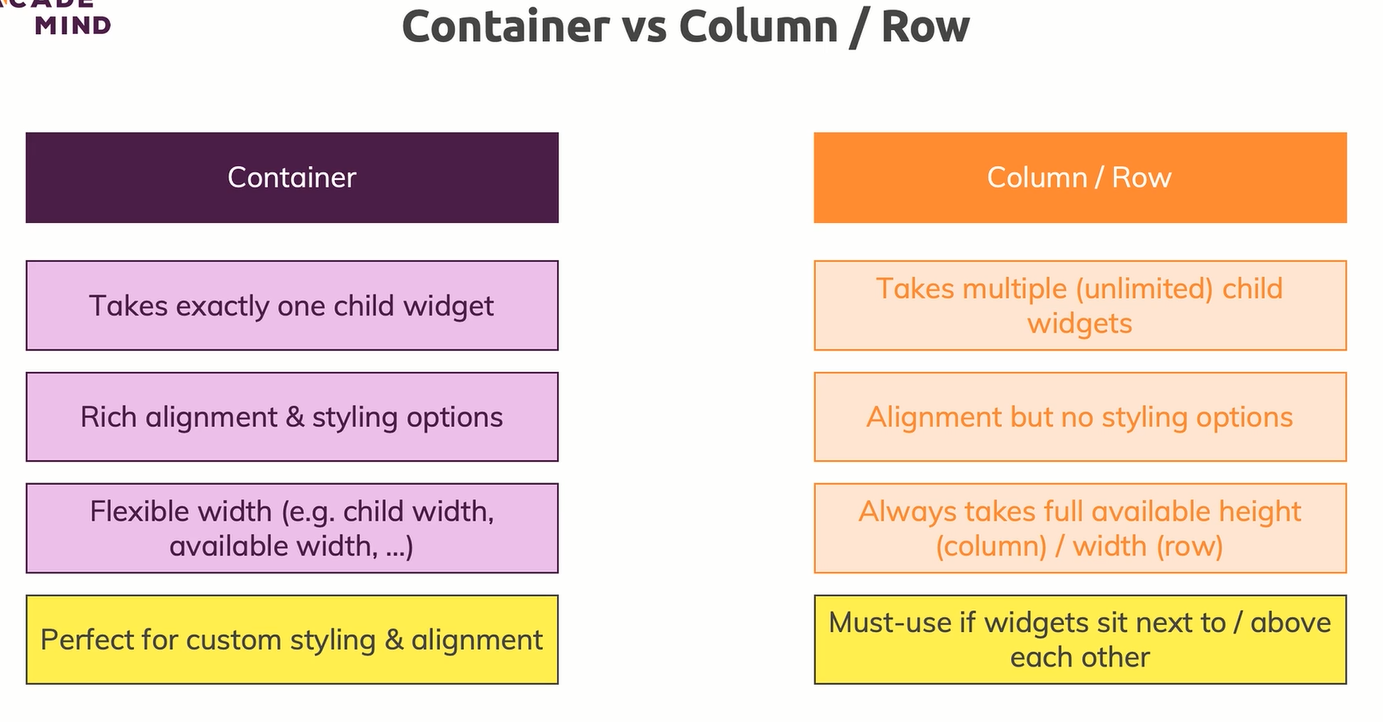 MIND
Container vs Column / Row
Container
Column / Row
Takes exactly one child widget
Takes multiple (unlimited) child
widgets
Rich alignment & styling options
Alignment but no styling options
Flexible width (e.g. child width,
available width, ...)
Always takes full available height
(column) / width (row)
Perfect for custom styling & alignment
Must-use if widgets sit next to / above
each other